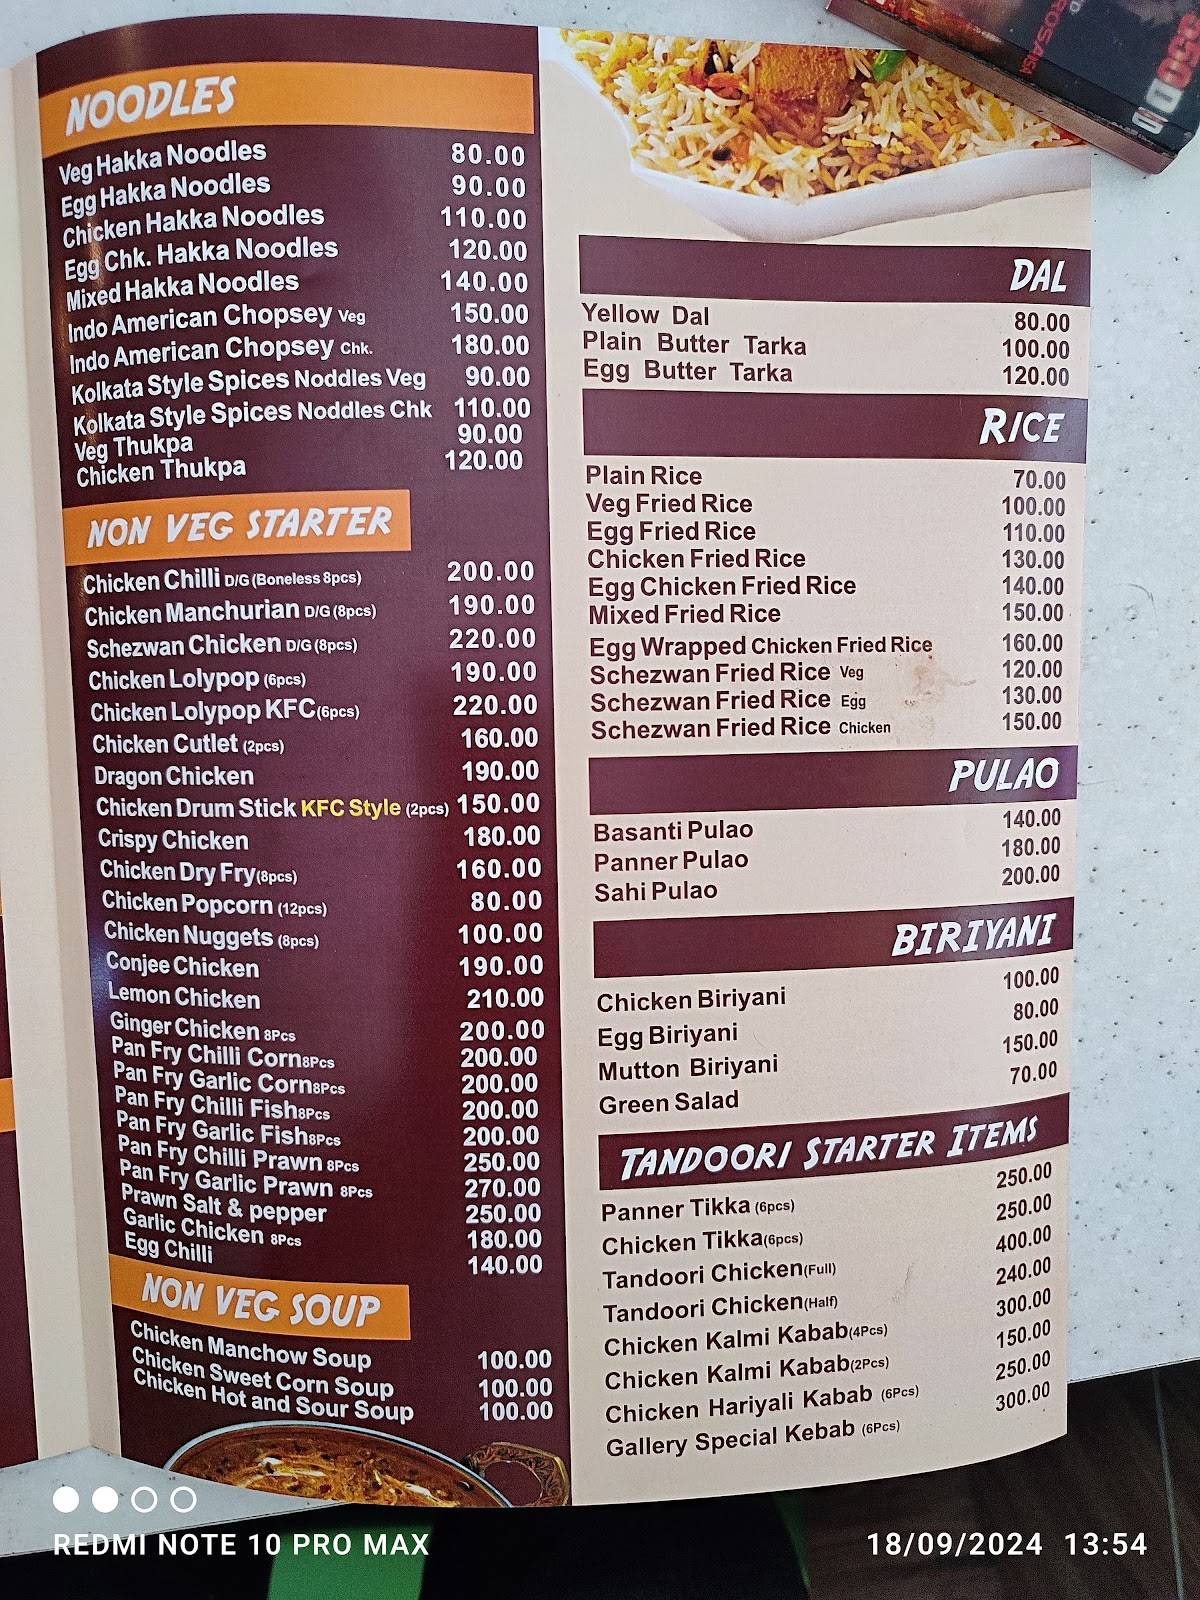 NOODLES
Veg Hakka Noodles 80.00
Egg Hakka Noodles 90.00
Chicken Hakka Noodles 110.00
Egg Chk. Hakka Noodles 120.00
Mixed Hakka Noodles 140.00
Indo American Chopsey Veg 150.00
Indo American Chopsey Chk. 180.00
Kolkata Style Spices Noddles Veg 90.00
Kolkata Style Spices Noddles Chk 110.00
Veg Thukpa 90.00
Chicken Thukpa 120.00
NON VEG STARTER
Chicken Chilli D/G (Boneless 8pcs) 200.00
Chicken Manchurian D/G (8pcs) 190.00
Schezwan Chicken D/G (8pcs) 220.00
Chicken Lolypop (6pcs) 190.00
Chicken Lolypop KFC(6pcs) 220.00
Chicken Cutlet (2pcs) 160.00
Dragon Chicken 190.00
Chicken Drum Stick KFC Style (2pcs) 150.00
Crispy Chicken 180.00
Chicken Dry Fry(8pcs) 160.00
Chicken Popcorn (12pcs) 80.00
Chicken Nuggets (8pcs) 100.00
Conjee Chicken 190.00
Lemon Chicken 210.00
Ginger Chicken 8Pcs 200.00
Pan Fry Chilli Corn8Pcs 200.00
Pan Fry Garlic Corn8Pcs 200.00
Pan Fry Chilli Fish8Pcs 200.00
Pan Fry Garlic Fish8Pcs 200.00
Pan Fry Chilli Prawn 8Pcs 250.00
Pan Fry Garlic Prawn 8Pcs 270.00
Prawn Salt & pepper 250.00
Garlic Chicken 8Pcs 180.00
Egg Chilli 140.00
NON VEG SOUP
Chicken Manchow Soup 100.00
Chicken Sweet Corn Soup 100.00
Chicken Hot and Sour Soup 100.00
DAL
Yellow Dal 80.00
Plain Butter Tarka 100.00
Egg Butter Tarka 120.00
RICE
Plain Rice 70.00
Veg Fried Rice 100.00
Egg Fried Rice 110.00
Chicken Fried Rice 130.00
Egg Chicken Fried Rice 140.00
Mixed Fried Rice 150.00
Egg Wrapped Chicken Fried Rice 160.00
Schezwan Fried Rice Veg 120.00
Schezwan Fried Rice Egg 130.00
Schezwan Fried Rice Chicken 150.00
PULAO
Basanti Pulao 140.00
Panner Pulao 180.00
Sahi Pulao 200.00
BIRIYANI
Chicken Biriyani 100.00
Egg Biriyani 80.00
Mutton Biriyani 150.00
Green Salad 70.00
TANDOORI STARTER ITEMS
Panner Tikka (6pcs) 250.00
Chicken Tikka(6pcs) 250.00
Tandoori Chicken(Full) 400.00
Tandoori Chicken(Half) 240.00
Chicken Kalmi Kabab(4Pcs) 300.00
Chicken Kalmi Kabab(2Pcs) 150.00
Chicken Hariyali Kabab (6Pcs) 250.00
Gallery Special Kebab (6Pcs) 300.00
REDMI NOTE 10 PRO MAX
18/09/2024 13:54